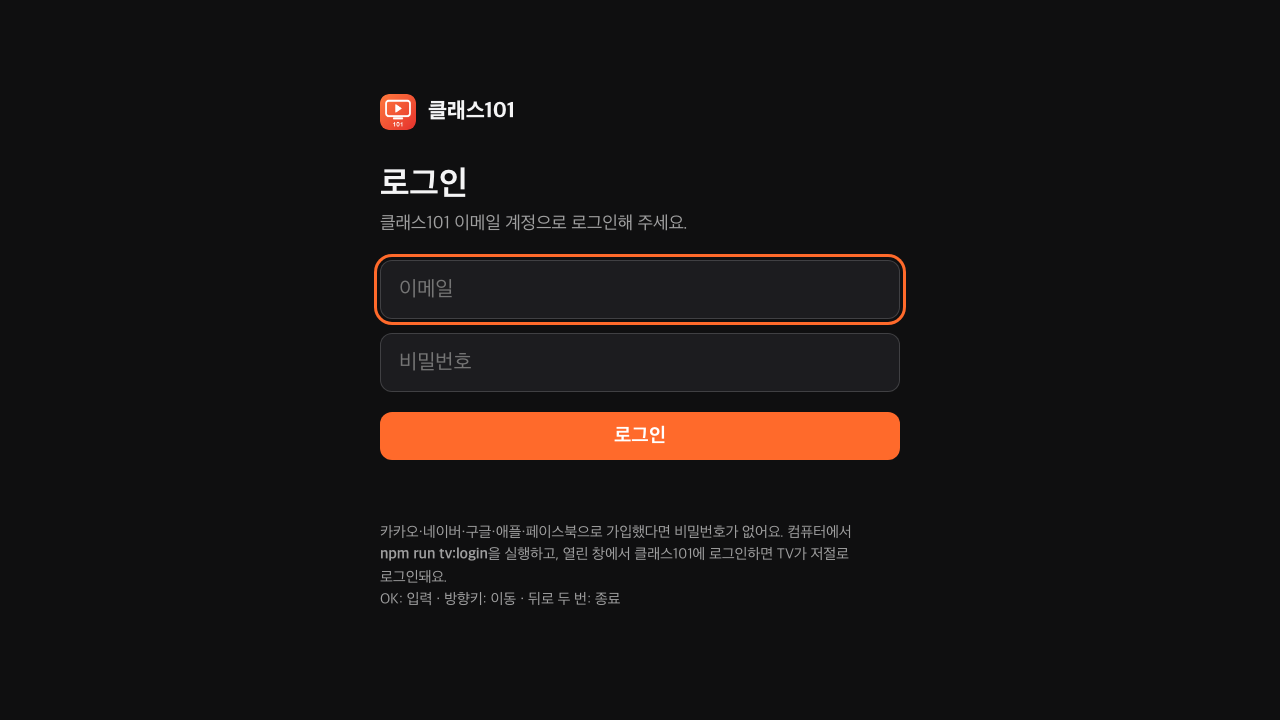 101
클래스101
로그인
클래스101 이메일 계정으로 로그인해 주세요.
이메일
비밀번호
로그인
카카오·네이버·구글·애플·페이스북으로 가입했다면 비밀번호가 없어요. 컴퓨터에서
npm run tv:login을 실행하고, 열린 창에서 클래스101에 로그인하면 TV가 저절로
로그인돼요.
OK: 입력 · 방향키: 이동 · 뒤로 두 번: 종료